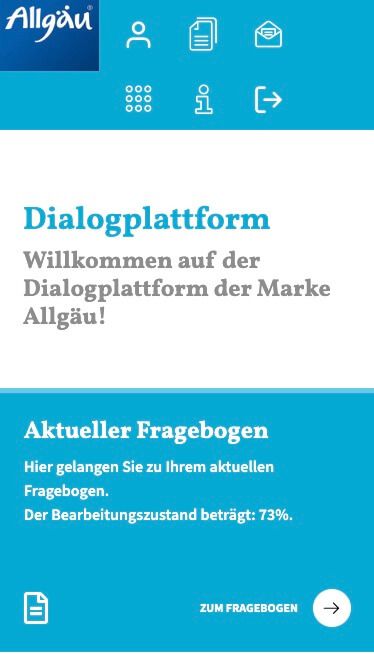 Allgäu®
Dialogplattform
Willkommen auf der
Dialogplattform der Marke
Allgäu!
Aktueller Fragebogen
Hier gelangen Sie zu Ihrem aktuellen
Fragebogen.
Der Bearbeitungszustand beträgt: 73%.
ZUM FRAGEBOGEN